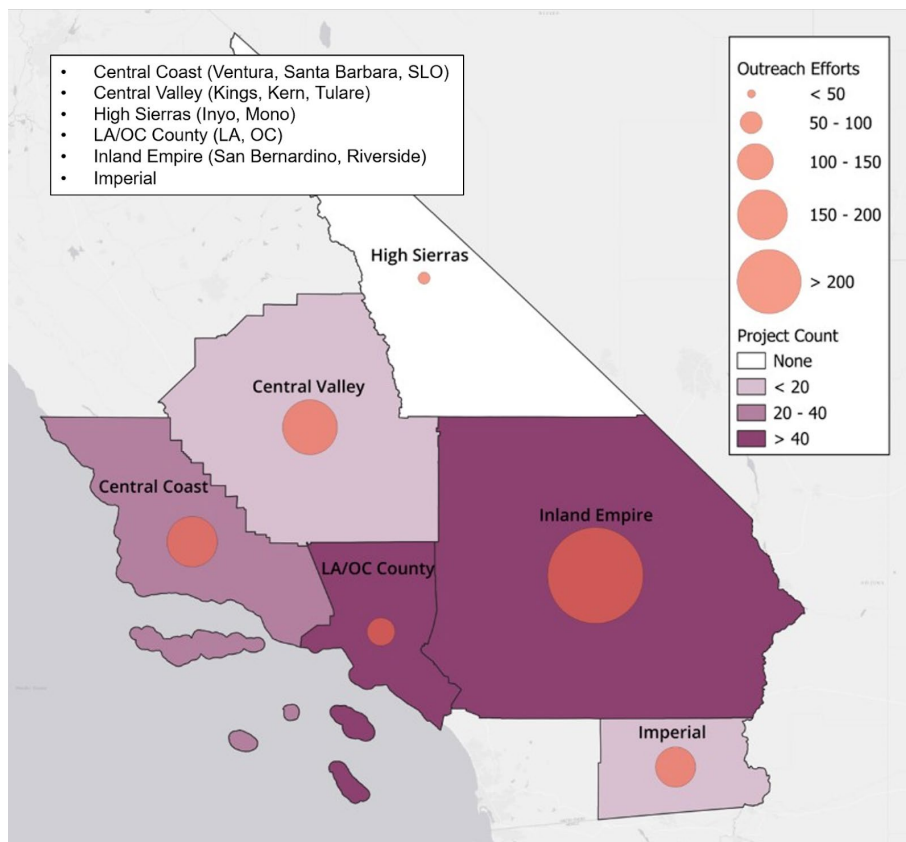 • Central Coast (Ventura, Santa Barbara, SLO)
• Central Valley (Kings, Kern, Tulare)
• High Sierras (Inyo, Mono)
• LA/OC County (LA, OC)
• Inland Empire (San Bernardino, Riverside)
• Imperial
Outreach Efforts
< 50
50 - 100
100 - 150
150 - 200
> 200
Project Count
None
< 20
20 - 40
> 40
High Sierras
Central Valley
Central Coast
Inland Empire
LA/OC County
Imperial